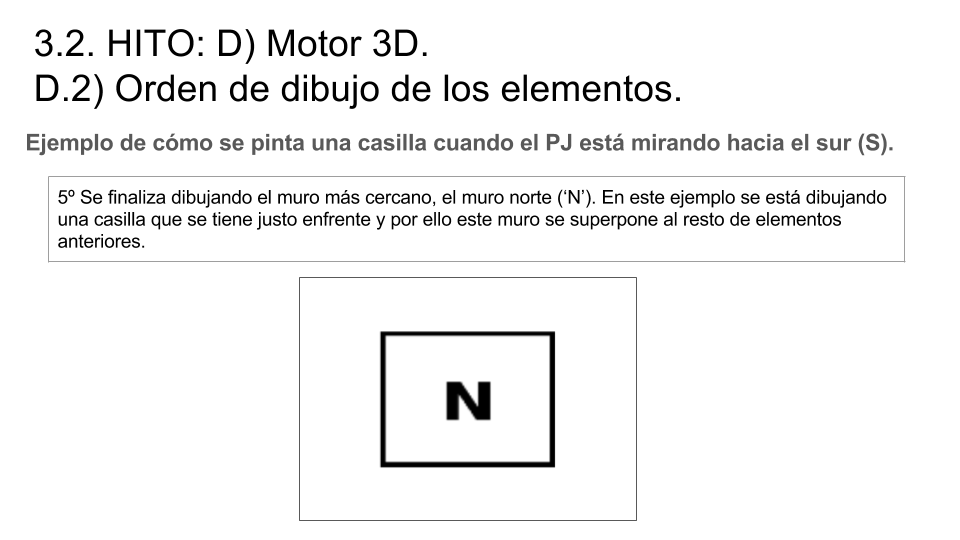 3.2. HITO: D) Motor 3D.
D.2) Orden de dibujo de los elementos.
Ejemplo de cómo se pinta una casilla cuando el PJ está mirando hacia el sur (S).
5º Se finaliza dibujando el muro más cercano, el muro norte (‘N’). En este ejemplo se está dibujando
una casilla que se tiene justo enfrente y por ello este muro se superpone al resto de elementos
anteriores.
N